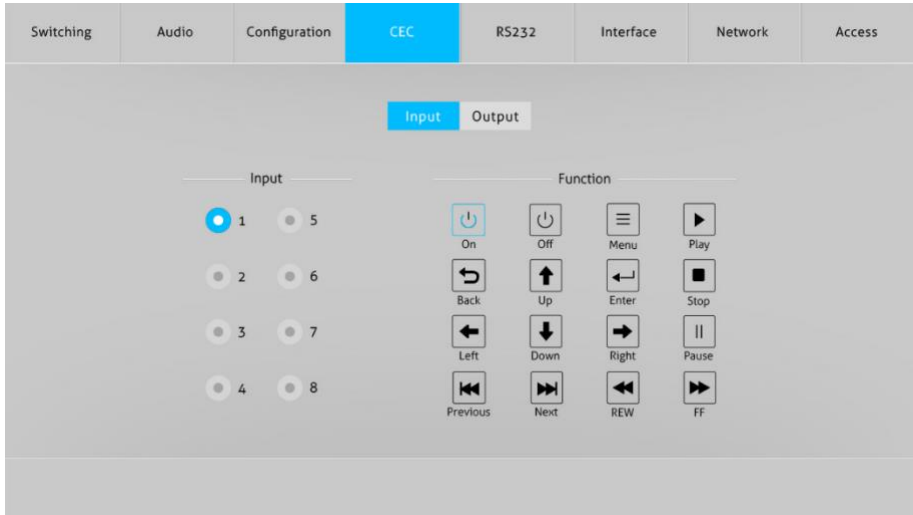 Switching Audio Configuration CEC RS232 Interface Network Access
Input Output
Input Function
1 5
2 6
3 7
4 8
On Off Menu Play
Back Up Enter Stop
Left Down Right Pause
Previous Next REW FF